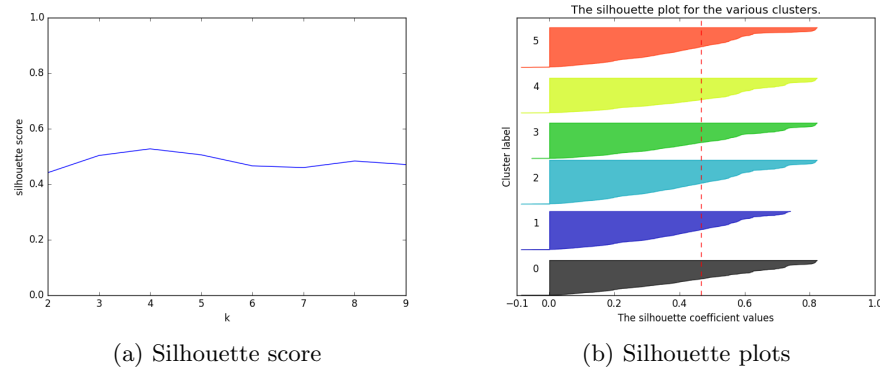 1.0
0.8
0.6
0.4
0.2
0.0
silhouette score
2 3 4 5 6 7 8 9
k
(a) Silhouette score
The silhouette plot for the various clusters.
5
4
3
2
1
0
Cluster label
−0.1 0.0 0.2 0.4 0.6 0.8 1.0
The silhouette coefficient values
(b) Silhouette plots